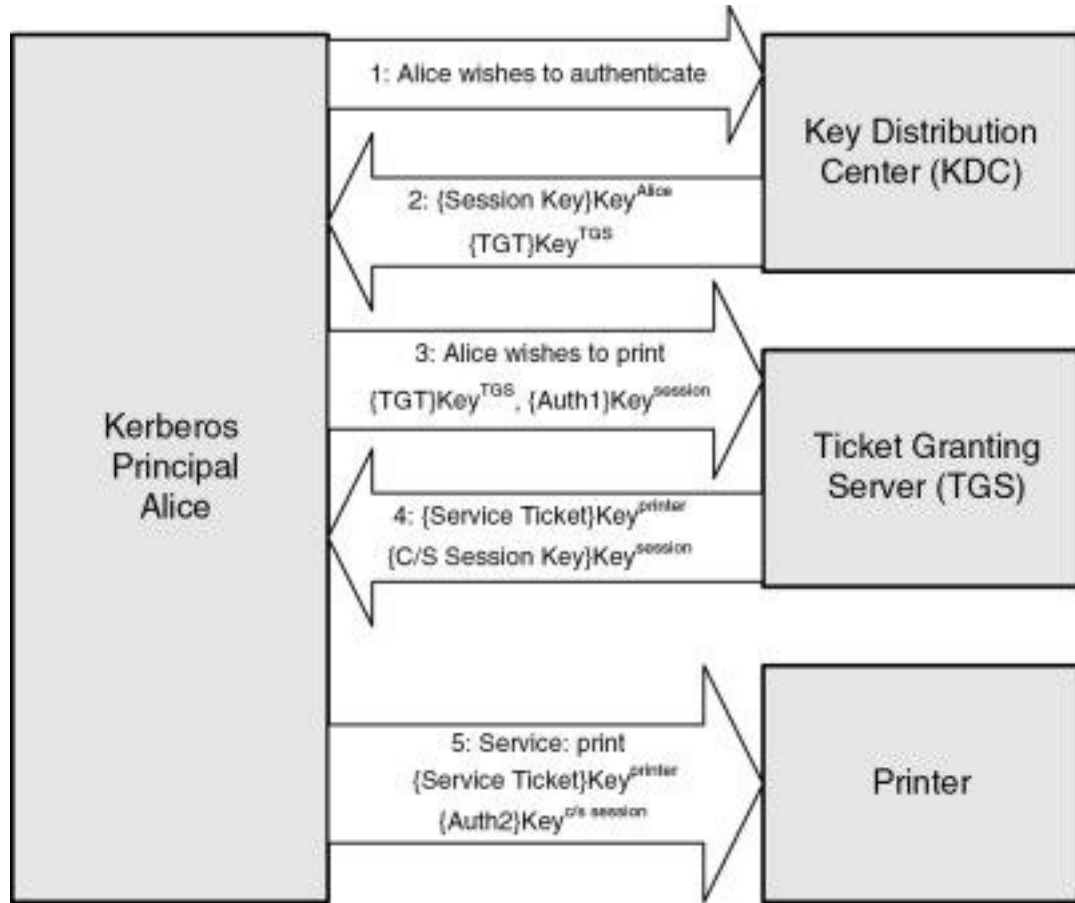 1: Alice wishes to authenticate
Key Distribution
Center (KDC)
2: {Session Key}Key^Alice
{TGT}Key^TGS
3: Alice wishes to print
{TGT}Key^TGS, {Auth1}Key^session
Kerberos
Principal
Alice
Ticket Granting
Server (TGS)
4: {Service Ticket}Key^printer
{C/S Session Key}Key^session
5: Service: print
{Service Ticket}Key^printer
{Auth2}Key^c/s session
Printer